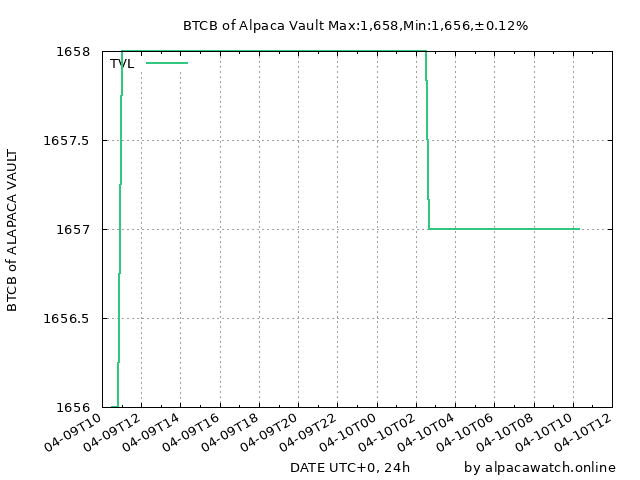 BTCB of Alpaca Vault Max:1,658,Min:1,656,±0.12%
TVL
1658
1657.5
1657
1656.5
1656
BTCB of ALAPACA VAULT
04-09T10
04-09T12
04-09T14
04-09T16
04-09T18
04-09T20
04-09T22
04-10T00
04-10T02
04-10T04
04-10T06
04-10T08
04-10T10
04-10T12
DATE UTC+0, 24h
by alpacawatch.online